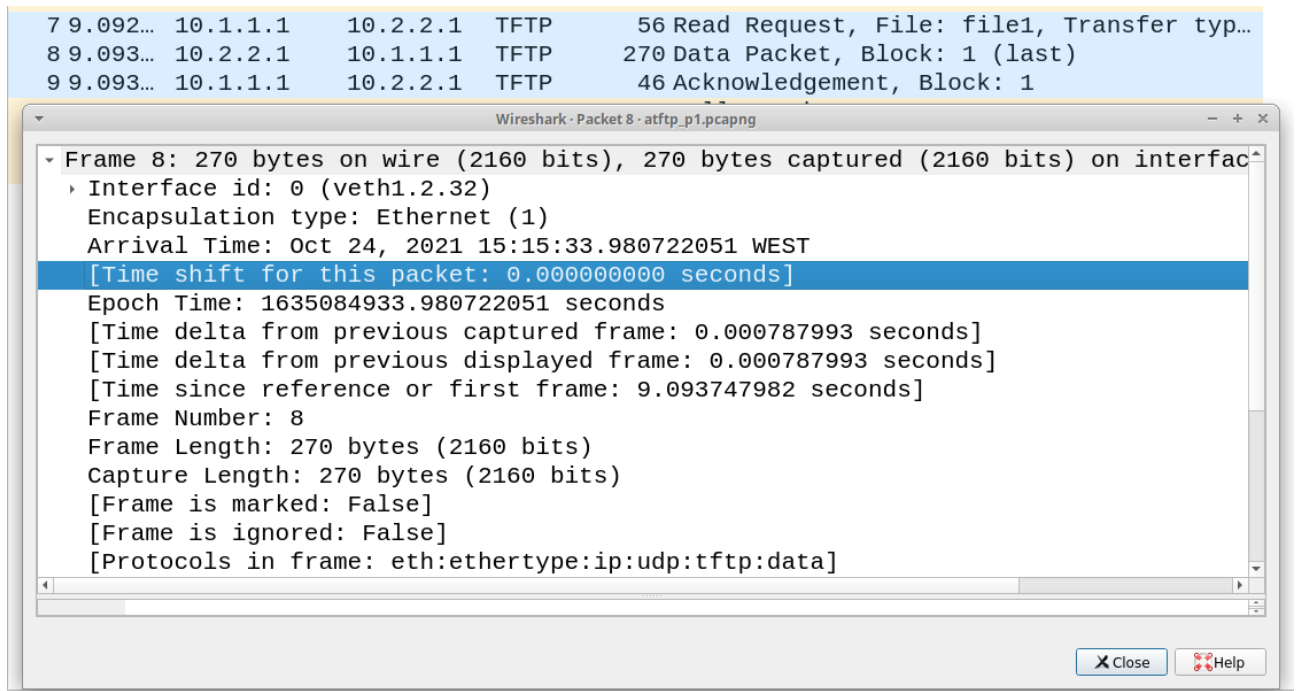 7 9.092… 10.1.1.1 10.2.2.1 TFTP 56 Read Request, File: file1, Transfer typ…
8 9.093… 10.2.2.1 10.1.1.1 TFTP 270 Data Packet, Block: 1 (last)
9 9.093… 10.1.1.1 10.2.2.1 TFTP 46 Acknowledgement, Block: 1
Wireshark · Packet 8 · atftp_p1.pcapng
Frame 8: 270 bytes on wire (2160 bits), 270 bytes captured (2160 bits) on interfac
Interface id: 0 (veth1.2.32)
Encapsulation type: Ethernet (1)
Arrival Time: Oct 24, 2021 15:15:33.980722051 WEST
[Time shift for this packet: 0.000000000 seconds]
Epoch Time: 1635084933.980722051 seconds
[Time delta from previous captured frame: 0.000787993 seconds]
[Time delta from previous displayed frame: 0.000787993 seconds]
[Time since reference or first frame: 9.093747982 seconds]
Frame Number: 8
Frame Length: 270 bytes (2160 bits)
Capture Length: 270 bytes (2160 bits)
[Frame is marked: False]
[Frame is ignored: False]
[Protocols in frame: eth:ethertype:ip:udp:tftp:data]
Close Help